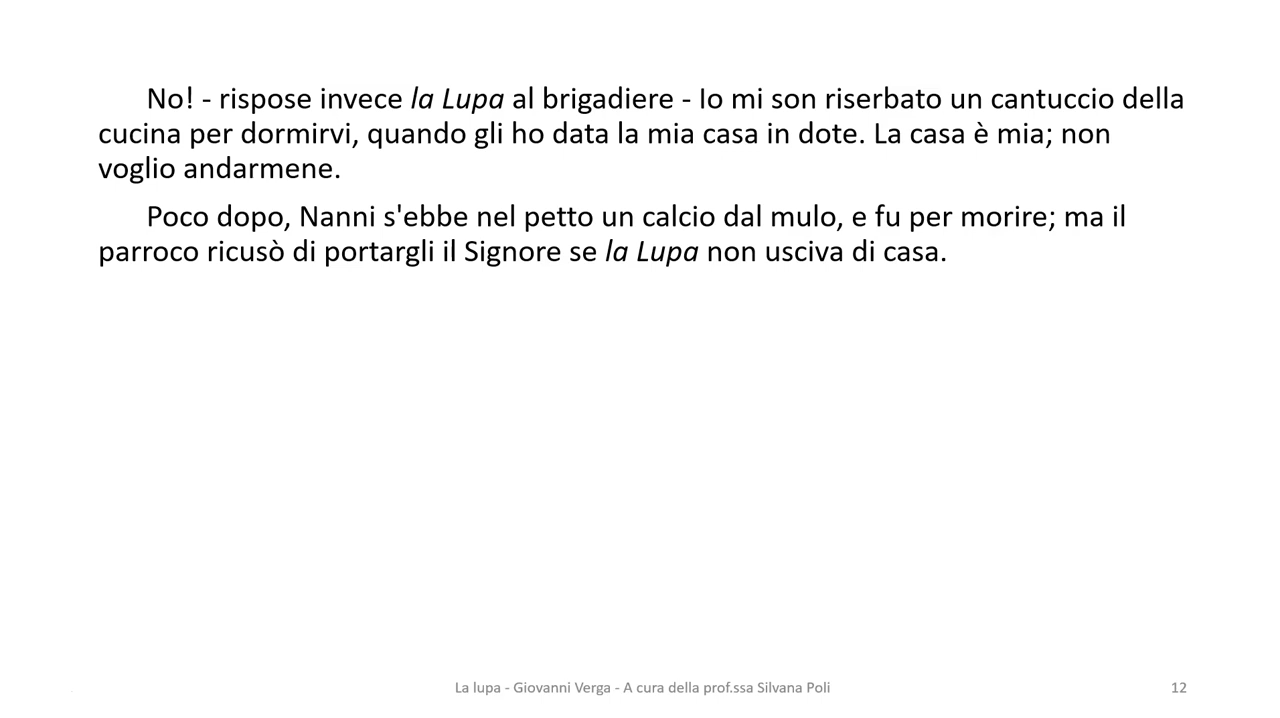 No! - rispose invece la Lupa al brigadiere - Io mi son riserbato un cantuccio della
cucina per dormirvi, quando gli ho data la mia casa in dote. La casa è mia; non
voglio andarmene.
Poco dopo, Nanni s'ebbe nel petto un calcio dal mulo, e fu per morire; ma il
parroco ricusò di portargli il Signore se la Lupa non usciva di casa.
La lupa - Giovanni Verga - A cura della prof.ssa Silvana Poli
12